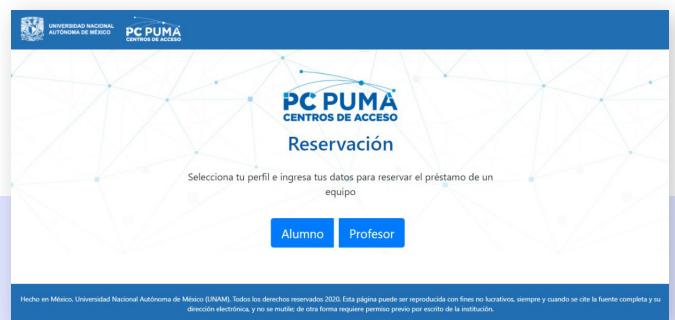 UNIVERSIDAD NACIONAL
AUTÓNOMA DE MÉXICO
PC PUMA
CENTROS DE ACCESO
PC PUMA
CENTROS DE ACCESO
Reservación
Selecciona tu perfil e ingresa tus datos para reservar el préstamo de un
equipo
Alumno Profesor
Hecho en México. Universidad Nacional Autónoma de México (UNAM). Todos los derechos reservados 2020. Esta página puede ser reproducida con fines no lucrativos, siempre y cuando se cite la fuente completa y su
dirección electrónica, y no se mutile; de otra forma requiere permiso previo por escrito de la institución.